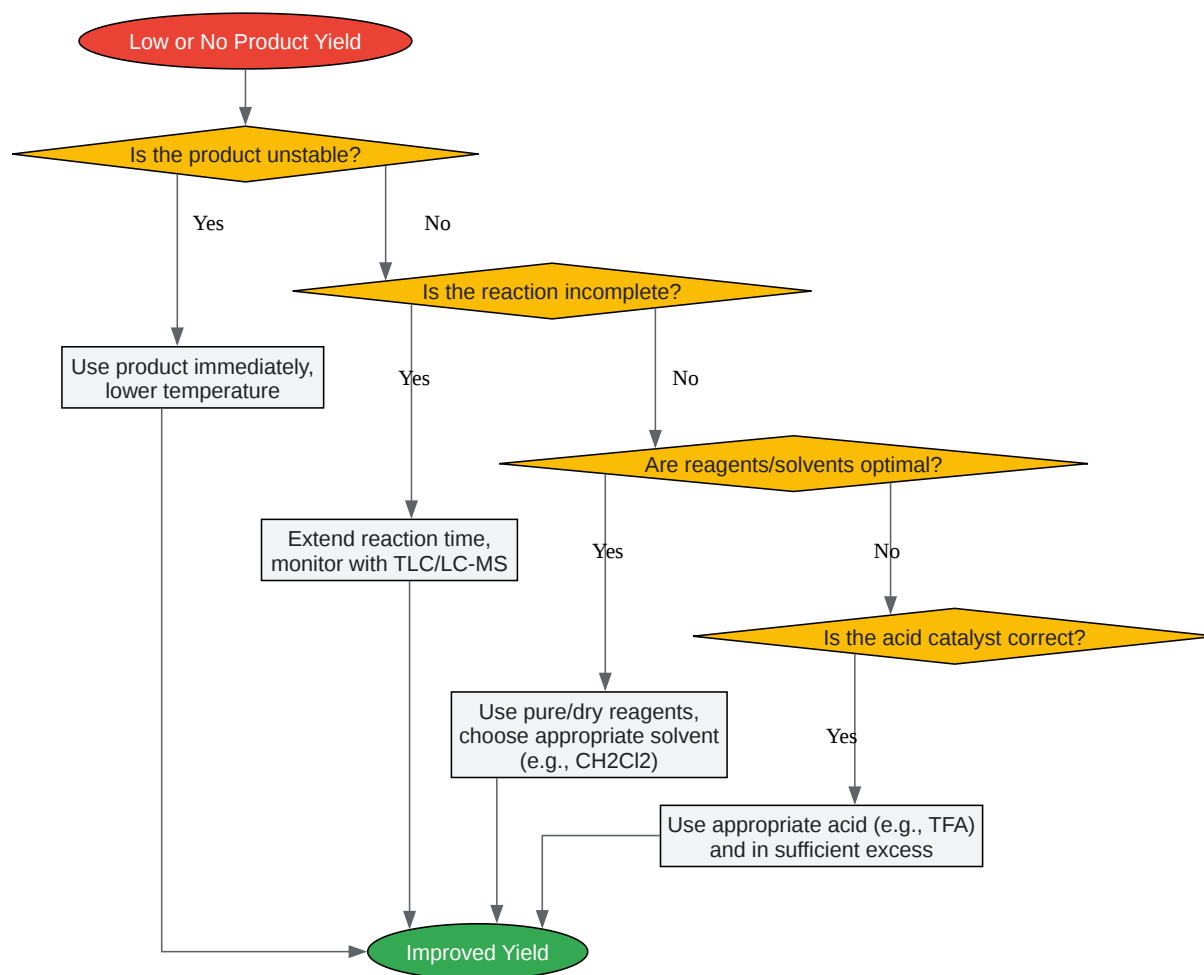 Low or No Product Yield
Is the product unstable?
Yes
No
Is the reaction incomplete?
Use product immediately,
lower temperature
Yes
No
Are reagents/solvents optimal?
Extend reaction time,
monitor with TLC/LC-MS
Yes
No
Is the acid catalyst correct?
Use pure/dry reagents,
choose appropriate solvent
(e.g., CH2Cl2)
Yes
Use appropriate acid (e.g., TFA)
and in sufficient excess
Improved Yield